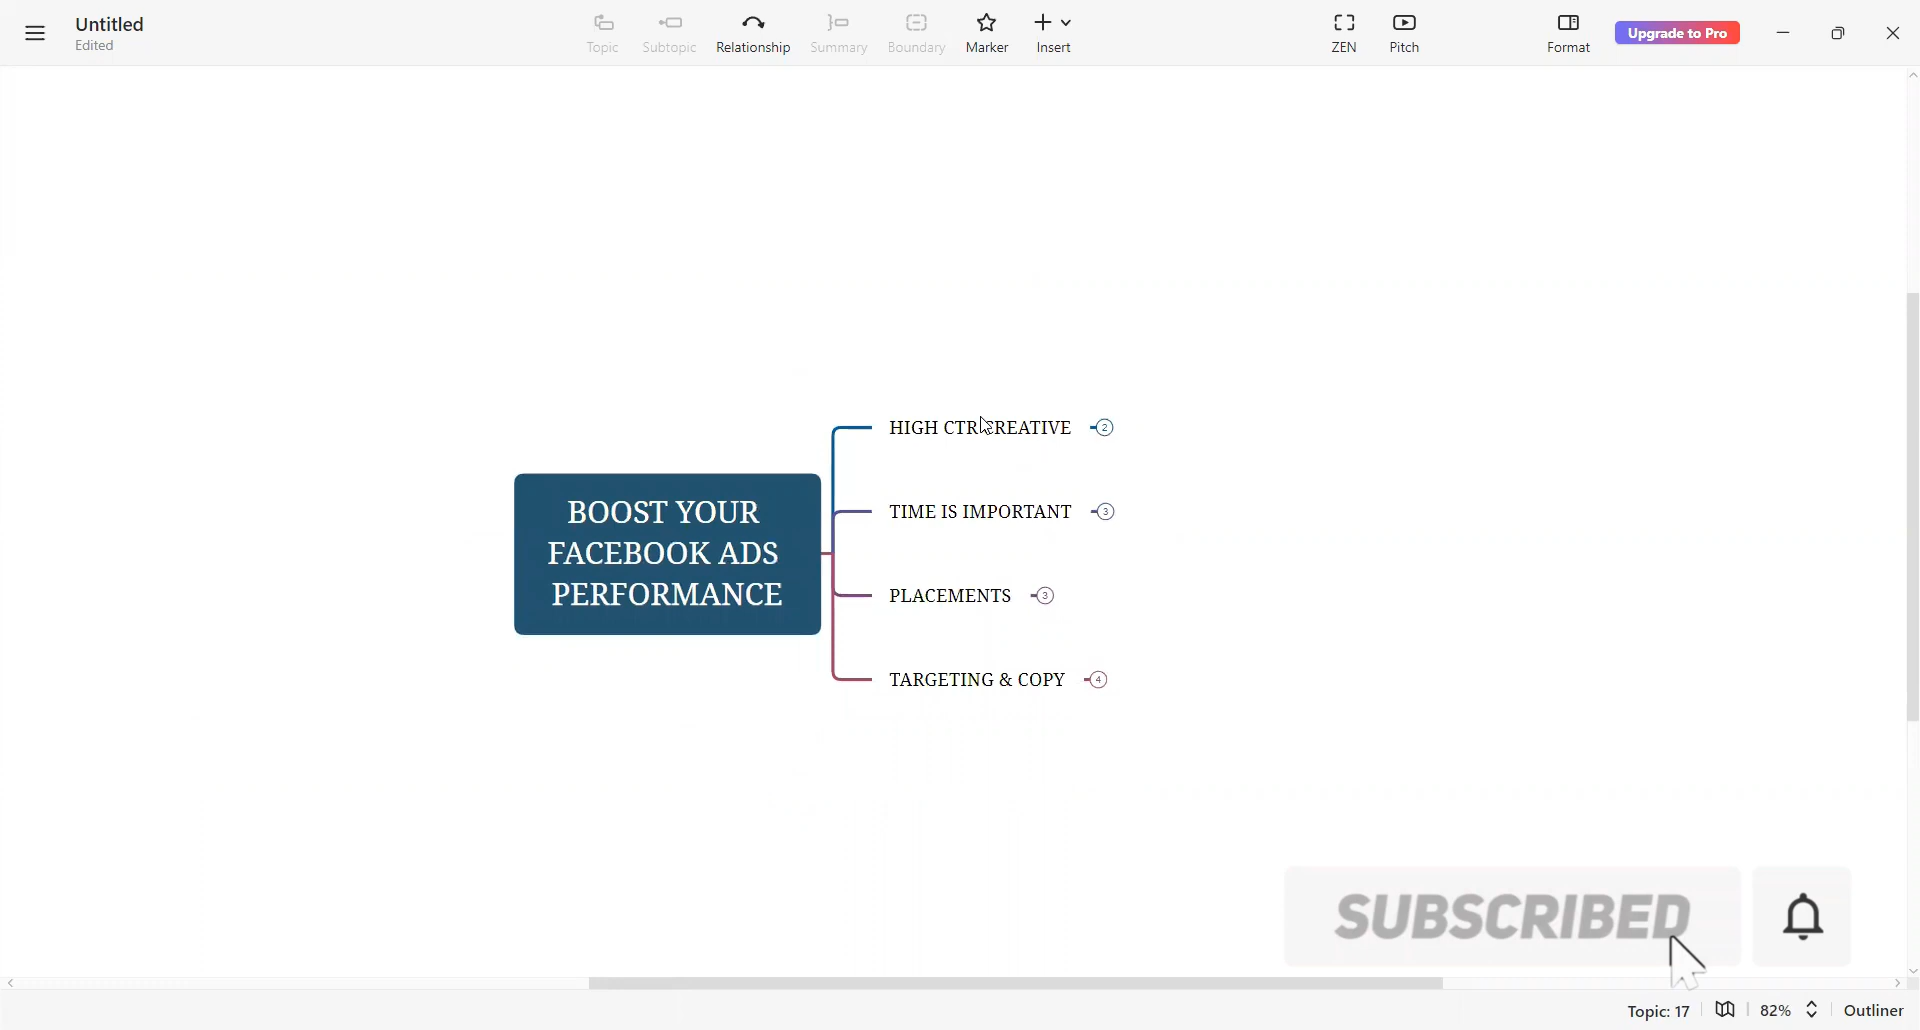 Untitled
Edited
Topic
Subtopic
Relationship
Summary
Boundary
Marker
Insert
ZEN
Pitch
Format
Upgrade to Pro
HIGH CTR CREATIVE
2
TIME IS IMPORTANT
3
BOOST YOUR
FACEBOOK ADS
PERFORMANCE
PLACEMENTS
3
TARGETING & COPY
4
SUBSCRIBED
Topic: 17
82%
Outliner